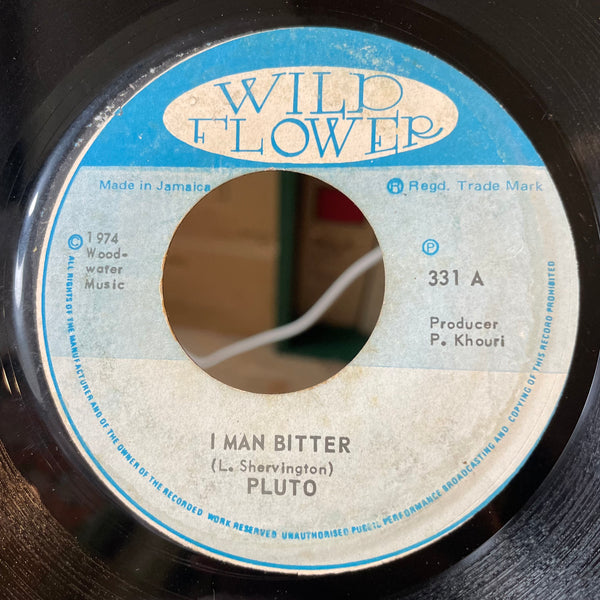 WILD
FLOWER
Made in Jamaica
® Regd. Trade Mark
© 1974
Wood-
water
Music
℗
331 A
Producer
P. Khouri
I MAN BITTER
(L. Shervington)
PLUTO
ALL RIGHTS OF THE MANUFACTURER AND OF THE OWNER OF THE RECORDED WORK RESERVED UNAUTHORISED PUBLIC PERFORMANCE BROADCASTING AND COPYING OF THIS RECORD PROHIBITED